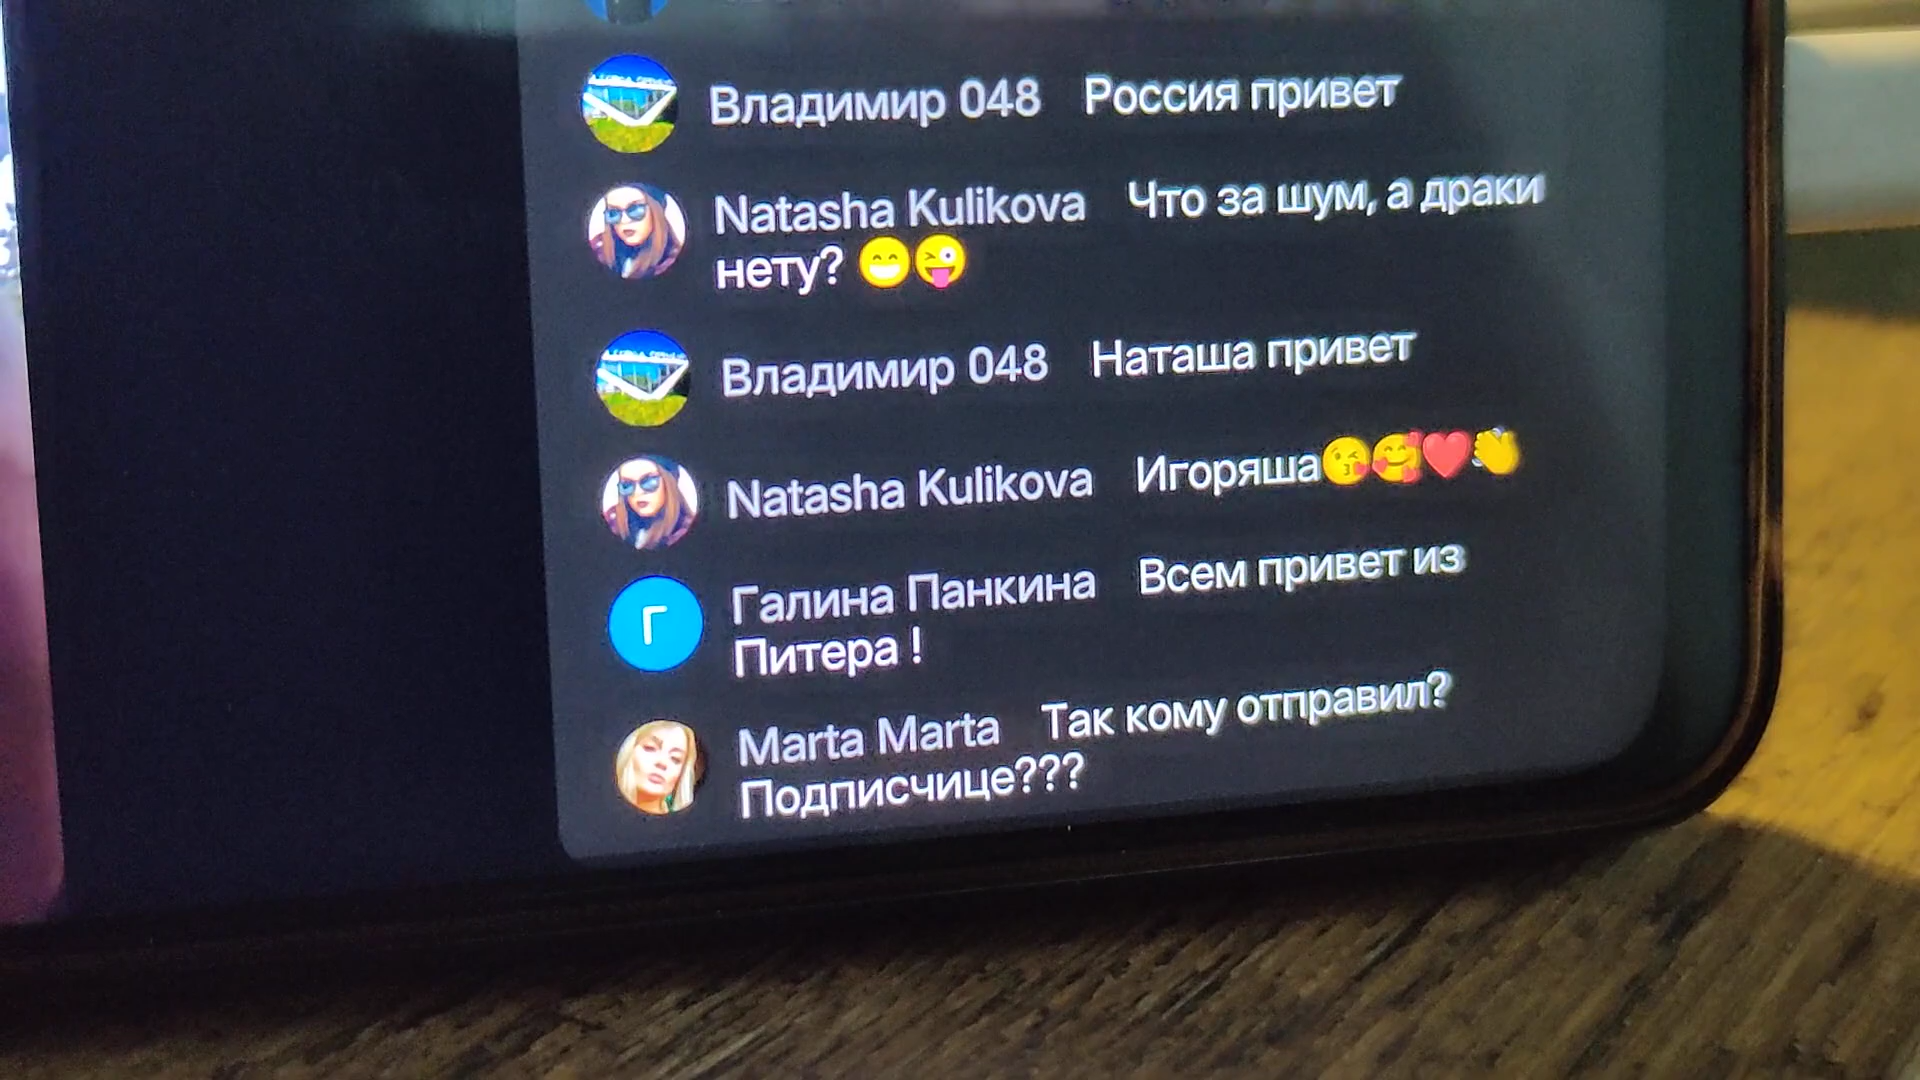 Владимир 048 Россия привет
Natasha Kulikova Что за шум, а драки
нету? 😁😜
Владимир 048 Наташа привет
Natasha Kulikova Игоряша😘🥰❤️👏
Г
Галина Панкина Всем привет из
Питера !
Marta Marta Так кому отправил?
Подписчице???